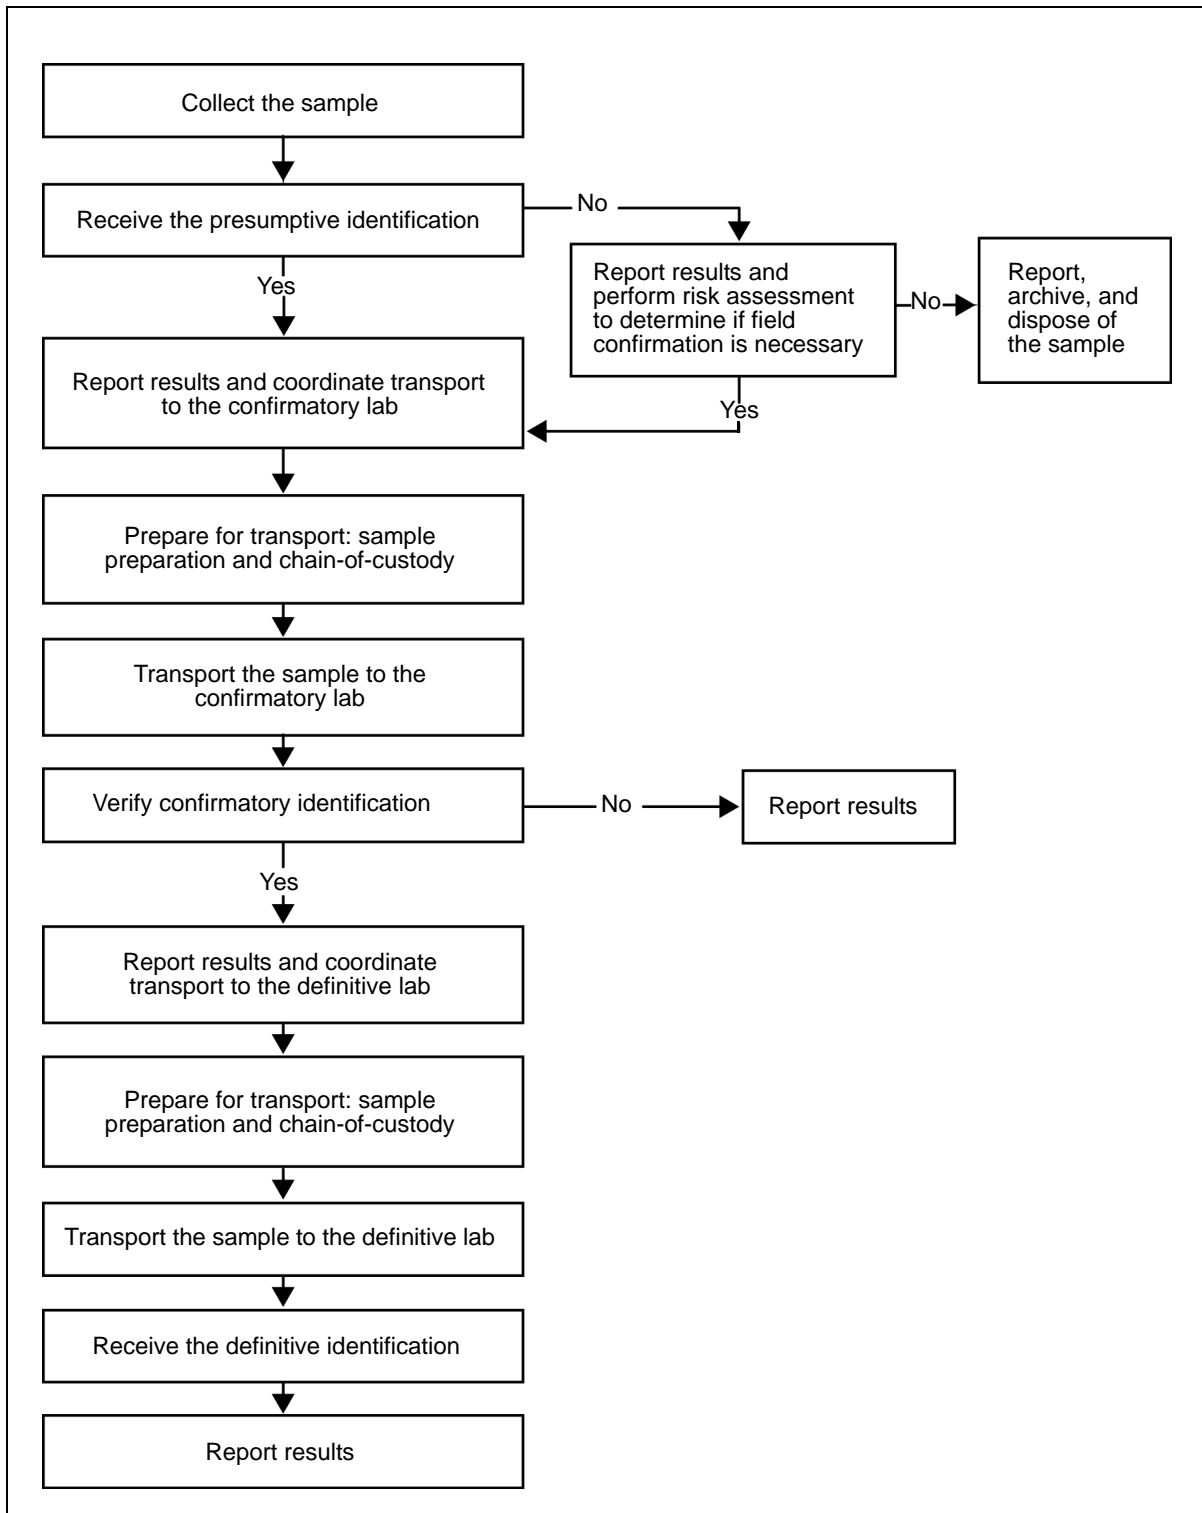 Collect the sample
Receive the presumptive identification
No
Report results and
perform risk assessment
to determine if field
confirmation is necessary
No
Report,
archive, and
dispose of
the sample
Yes
Yes
Report results and coordinate transport
to the confirmatory lab
Prepare for transport: sample
preparation and chain-of-custody
Transport the sample to the
confirmatory lab
Verify confirmatory identification
No
Report results
Yes
Report results and coordinate
transport to the definitive lab
Prepare for transport: sample
preparation and chain-of-custody
Transport the sample to the definitive lab
Receive the definitive identification
Report results